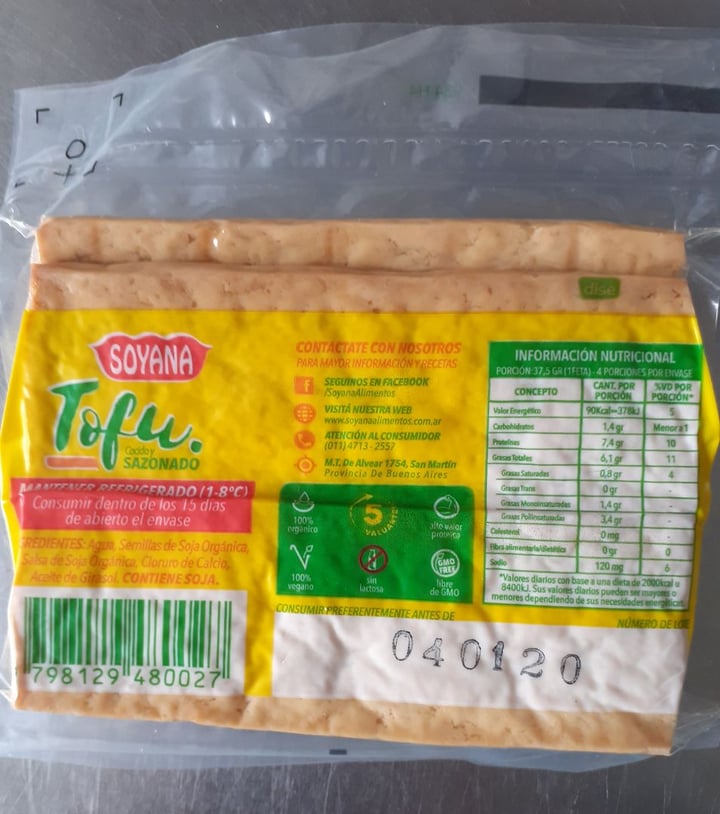 SOYANA
Tofu.
Cocido y
SAZONADO
MANTENER REFRIGERADO (1-8°C)
Consumir dentro de los 15 días
de abierto el envase
REDIENTES: Agua, Semillas de Soja Orgánica,
Salsa de Soja Orgánica, Cloruro de Calcio,
Aceite de Girasol. CONTIENE SOJA.
798129 480027
CONTACTATE CON NOSOTROS
PARA MAYOR INFORMACIÓN Y RECETAS
SEGUINOS EN FACEBOOK
/SoyanaAlimentos
VISITÁ NUESTRA WEB
www.soyanaalimentos.com.ar
ATENCIÓN AL CONSUMIDOR
(011) 4713 - 2557
M.T. De Alvear 1754, San Martín
Provincia De Buenos Aires
100%
orgánico
5
alto valor
proteico
100%
vegano
sin
lactosa
GMO
FREE
libre
de GMO
CONSUMIR PREFERENTEMENTE ANTES DE
NÚMERO DE LOTE
040120
dise
INFORMACIÓN NUTRICIONAL
PORCIÓN: 37,5 GR (1 FETA) - 4 PORCIONES POR ENVASE
CONCEPTO CANT. POR PORCIÓN %VD POR PORCIÓN*
Valor Energético 90Kcal=378kJ 5
Carbohidratos 1,4 gr Menor a 1
Proteínas 7,4 gr 10
Grasas Totales 6,1 gr 11
Grasas Saturadas 0,8 gr 4
Grasas Trans 0 gr -
Grasas Monoinsaturadas 1,4 gr -
Grasas Poliinsaturadas 3,4 gr -
Colesterol 0 mg -
Fibra alimentaria/dietética 0 gr 0
Sodio 120 mg 6
*Valores diarios con base a una dieta de 2000kcal u
8400kJ. Sus valores diarios pueden ser mayores o
menores dependiendo de sus necesidades energéticas.